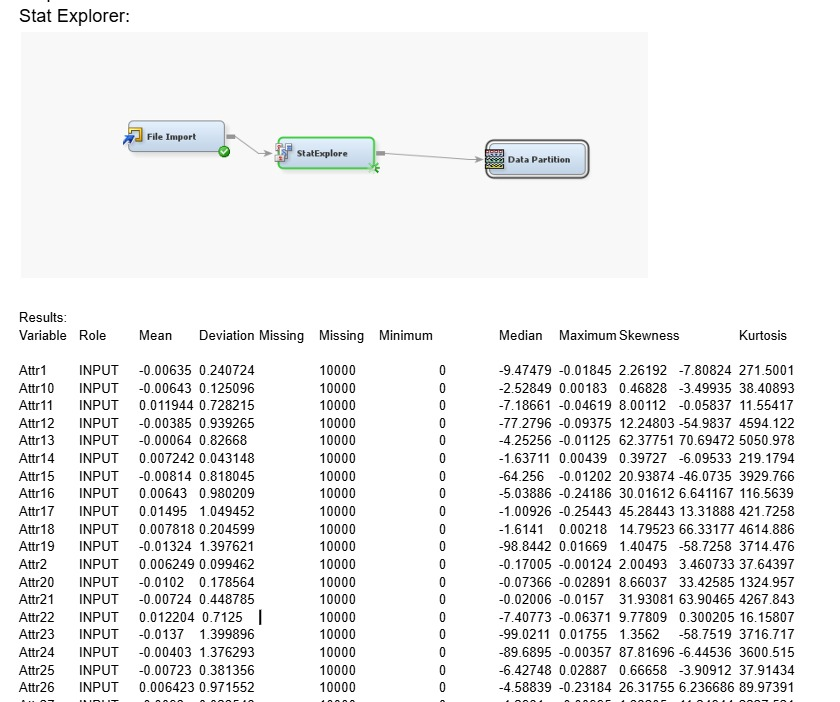 Stat Explorer:
File Import
StatExplore
Data Partition
Results:
Variable Role Mean Deviation Missing Missing Minimum Median Maximum Skewness Kurtosis
Attr1 INPUT -0.00635 0.240724 10000 0 -9.47479 -0.01845 2.26192 -7.80824 271.5001
Attr10 INPUT -0.00643 0.125096 10000 0 -2.52849 0.00183 0.46828 -3.49935 38.40893
Attr11 INPUT 0.011944 0.728215 10000 0 -7.18661 -0.04619 8.00112 -0.05837 11.55417
Attr12 INPUT -0.00385 0.939265 10000 0 -77.2796 -0.09375 12.24803 -54.9837 4594.122
Attr13 INPUT -0.00064 0.82668 10000 0 -4.25256 -0.01125 62.37751 70.69472 5050.978
Attr14 INPUT 0.007242 0.043148 10000 0 -1.63711 0.00439 0.39727 -6.09533 219.1794
Attr15 INPUT -0.00814 0.818045 10000 0 -64.256 -0.01202 20.93874 -46.0735 3929.766
Attr16 INPUT 0.00643 0.980209 10000 0 -5.03886 -0.24186 30.01612 6.641167 116.5639
Attr17 INPUT 0.01495 1.049452 10000 0 -1.00926 -0.25443 45.28443 13.31888 421.7258
Attr18 INPUT 0.007818 0.204599 10000 0 -1.6141 0.00218 14.79523 66.33177 4614.886
Attr19 INPUT -0.01324 1.397621 10000 0 -98.8442 0.01669 1.40475 -58.7258 3714.476
Attr2 INPUT 0.006249 0.099462 10000 0 -0.17005 -0.00124 2.00493 3.460733 37.64397
Attr20 INPUT -0.0102 0.178564 10000 0 -0.07366 -0.02891 8.66037 33.42585 1324.957
Attr21 INPUT -0.00724 0.448785 10000 0 -0.02006 -0.0157 31.93081 63.90465 4267.843
Attr22 INPUT 0.012204 0.7125 10000 0 -7.40773 -0.06371 9.77809 0.300205 16.15807
Attr23 INPUT -0.0137 1.399896 10000 0 -99.0211 0.01755 1.3562 -58.7519 3716.717
Attr24 INPUT -0.00403 1.376293 10000 0 -89.6895 -0.00357 87.81696 -6.44536 3600.515
Attr25 INPUT -0.00723 0.381356 10000 0 -6.42748 0.02887 0.66658 -3.90912 37.91434
Attr26 INPUT 0.006423 0.971552 10000 0 -4.58839 -0.23184 26.31755 6.236686 89.97391